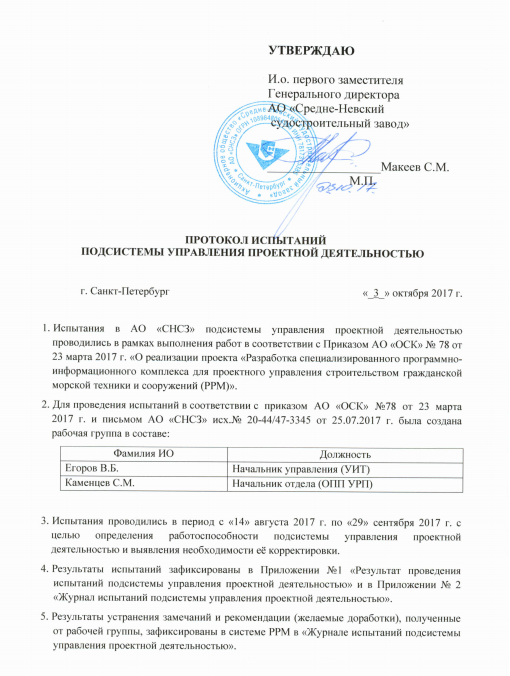 УТВЕРЖДАЮ
И.о. первого заместителя
Генерального директора
АО «Средне-Невский
судостроительный завод»
Макеев С.М.
М.П.
ПРОТОКОЛ ИСПЫТАНИЙ
ПОДСИСТЕМЫ УПРАВЛЕНИЯ ПРОЕКТНОЙ ДЕЯТЕЛЬНОСТЬЮ
г. Санкт-Петербург «_3_» октября 2017 г.
1. Испытания в АО «СНСЗ» подсистемы управления проектной деятельностью
проводились в рамках выполнения работ в соответствии с Приказом АО «ОСК» № 78 от
23 марта 2017 г. «О реализации проекта «Разработка специализированного программно-
информационного комплекса для проектного управления строительством гражданской
морской техники и сооружений (РРМ)».
2. Для проведения испытаний в соответствии с приказом АО «ОСК» №78 от 23 марта
2017 г. и письмом АО «СНСЗ» исх.№ 20-44/47-3345 от 25.07.2017 г. была создана
рабочая группа в составе:
Фамилия ИО Должность
Егоров В.Б. Начальник управления (УИТ)
Каменцев С.М. Начальник отдела (ОПП УРП)
3. Испытания проводились в период с «14» августа 2017 г. по «29» сентября 2017 г. с
целью определения работоспособности подсистемы управления проектной
деятельностью и выявления необходимости её корректировки.
4. Результаты испытаний зафиксированы в Приложении №1 «Результат проведения
испытаний подсистемы управления проектной деятельностью» и в Приложении № 2
«Журнал испытаний подсистемы управления проектной деятельностью».
5. Результаты устранения замечаний и рекомендации (желаемые доработки), полученные
от рабочей группы, зафиксированы в системе РРМ в «Журнале испытаний подсистемы
управления проектной деятельностью».